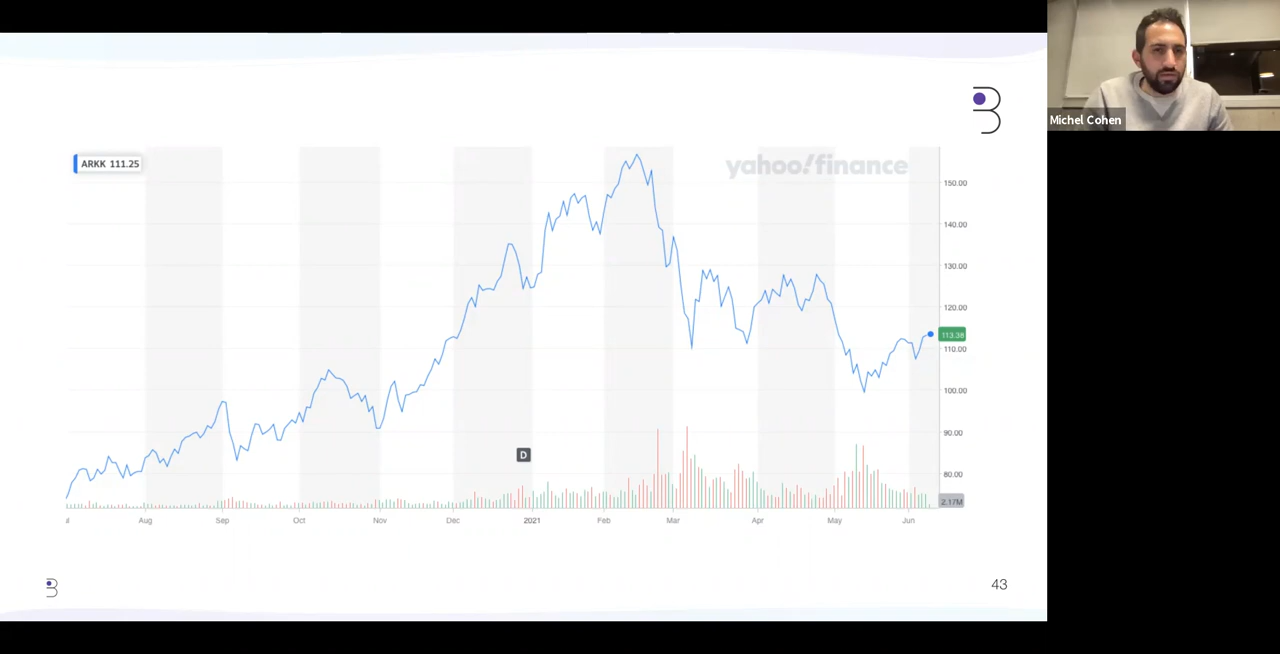 Michel Cohen
ARKK 111.25
yahoo!finance
150.00
140.00
130.00
120.00
113.38
110.00
100.00
90.00
D
80.00
2.17M
Aug Sep Oct Nov Dec 2021 Feb Mar Apr May Jun
43